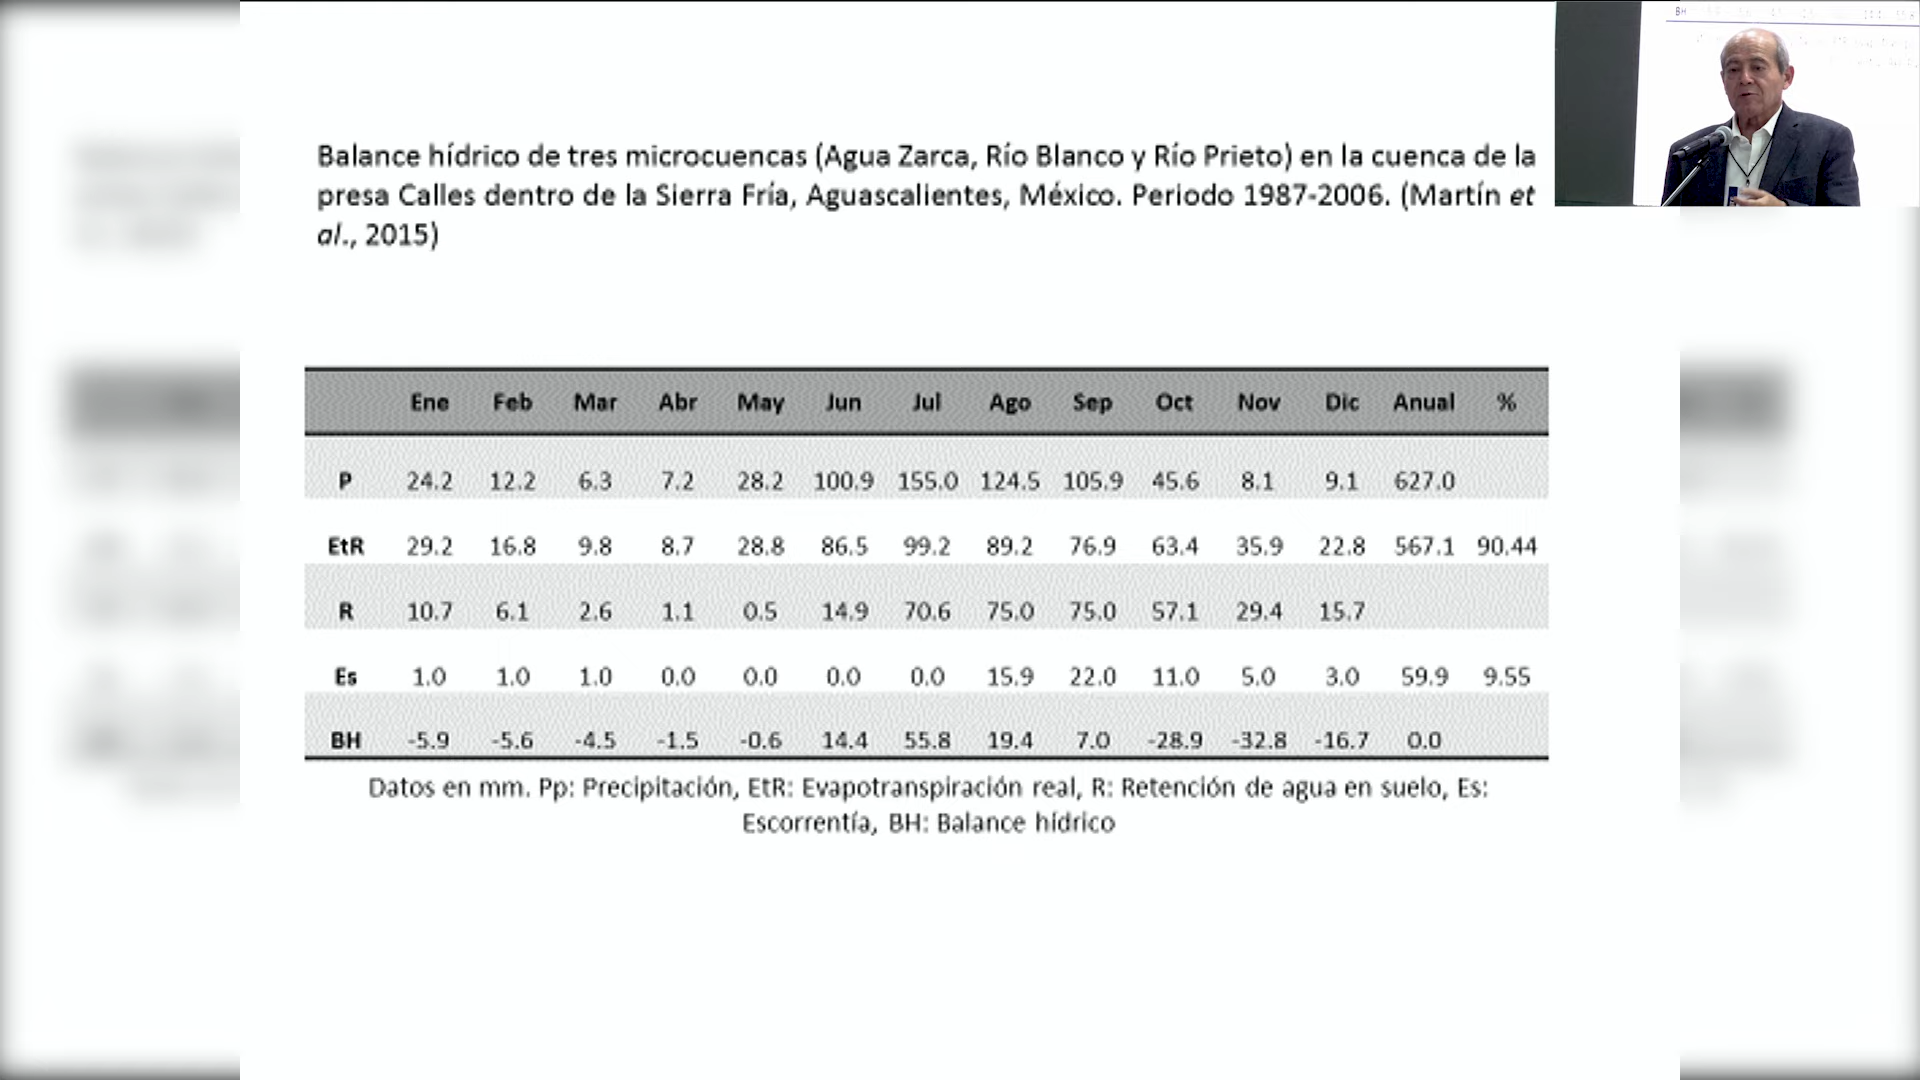 BH
Balance hídrico de tres microcuencas (Agua Zarca, Río Blanco y Río Prieto) en la cuenca de la
presa Calles dentro de la Sierra Fría, Aguascalientes, México. Periodo 1987-2006. (Martín et
al., 2015)
Ene Feb Mar Abr May Jun Jul Ago Sep Oct Nov Dic Anual %
P 24.2 12.2 6.3 7.2 28.2 100.9 155.0 124.5 105.9 45.6 8.1 9.1 627.0
EtR 29.2 16.8 9.8 8.7 28.8 86.5 99.2 89.2 76.9 63.4 35.9 22.8 567.1 90.44
R 10.7 6.1 2.6 1.1 0.5 14.9 70.6 75.0 75.0 57.1 29.4 15.7
Es 1.0 1.0 1.0 0.0 0.0 0.0 0.0 15.9 22.0 11.0 5.0 3.0 59.9 9.55
BH -5.9 -5.6 -4.5 -1.5 -0.6 14.4 55.8 19.4 7.0 -28.9 -32.8 -16.7 0.0
Datos en mm. Pp: Precipitación, EtR: Evapotranspiración real, R: Retención de agua en suelo, Es:
Escorrentía, BH: Balance hídrico